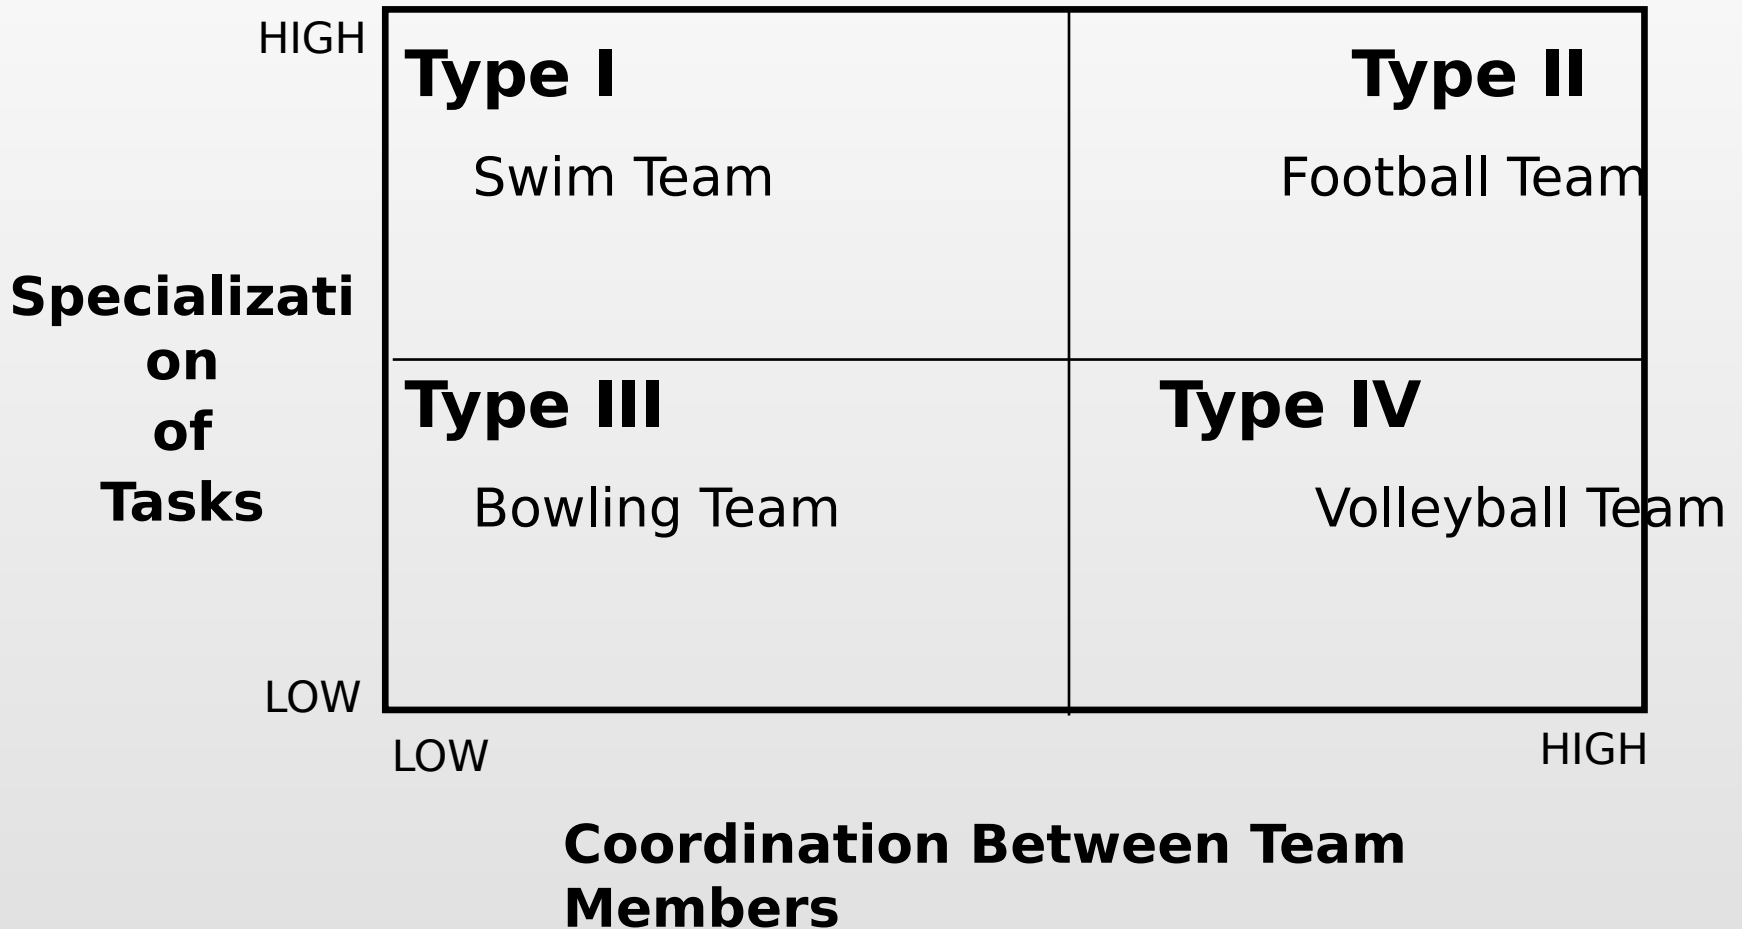 HIGH
Type I
Type II
Swim Team
Football Team
Specializati
on
of
Tasks
Type III
Type IV
Bowling Team
Volleyball Team
LOW
LOW
HIGH
Coordination Between Team
Members